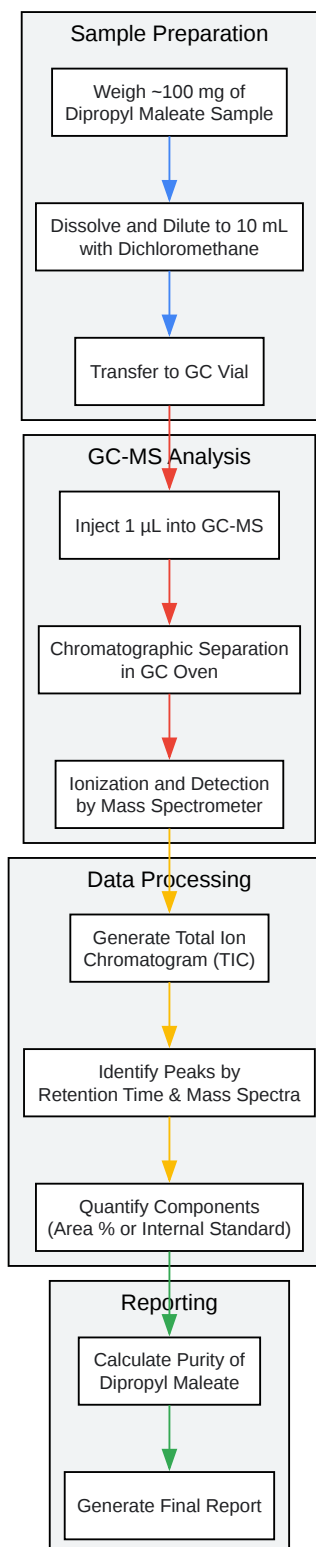 Sample Preparation
Weigh ~100 mg of
Dipropyl Maleate Sample
Dissolve and Dilute to 10 mL
with Dichloromethane
Transfer to GC Vial
GC-MS Analysis
Inject 1 µL into GC-MS
Chromatographic Separation
in GC Oven
Ionization and Detection
by Mass Spectrometer
Data Processing
Generate Total Ion
Chromatogram (TIC)
Identify Peaks by
Retention Time & Mass Spectra
Quantify Components
(Area % or Internal Standard)
Reporting
Calculate Purity of
Dipropyl Maleate
Generate Final Report